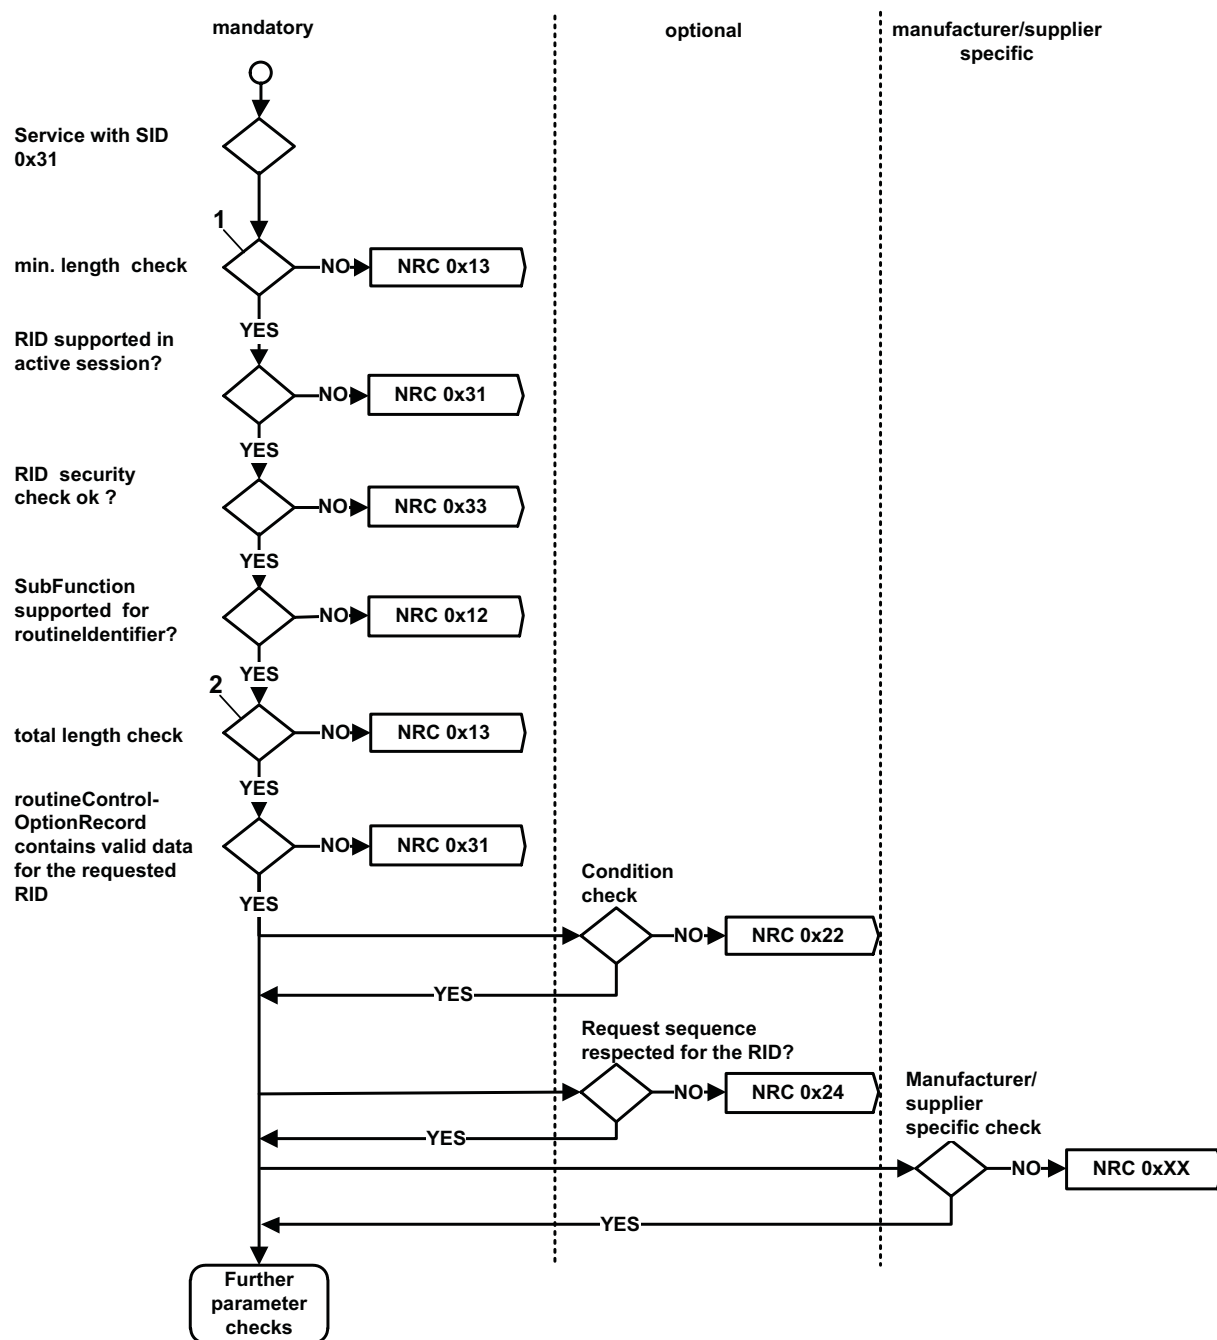 mandatory
optional
manufacturer/supplier
specific
Service with SID
0x31
1
min. length check
NO
NRC 0x13
YES
RID supported in
active session?
NO
NRC 0x31
YES
RID security
check ok ?
NO
NRC 0x33
YES
SubFunction
supported for
routineIdentifier?
NO
NRC 0x12
YES
2
total length check
NO
NRC 0x13
YES
routineControl-
OptionRecord
contains valid data
for the requested
RID
NO
NRC 0x31
YES
Condition
check
NO
NRC 0x22
YES
Request sequence
respected for the RID?
NO
NRC 0x24
YES
Manufacturer/
supplier
specific check
NO
NRC 0xXX
YES
Further
parameter
checks